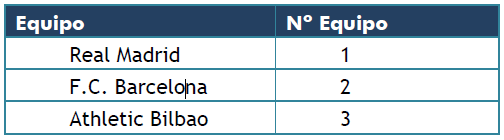 Equipo Nº Equipo
Real Madrid 1
F.C. Barcelona 2
Athletic Bilbao 3